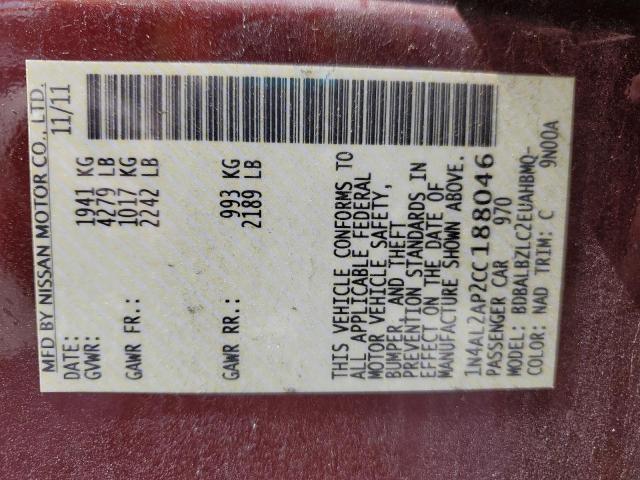 MFD BY NISSAN MOTOR CO., LTD.
DATE: 11/11
GVWR: 1941 KG
4279 LB
GAWR FR.: 1017 KG
2242 LB
GAWR RR.: 993 KG
2189 LB
THIS VEHICLE CONFORMS TO
ALL APPLICABLE FEDERAL
MOTOR VEHICLE SAFETY,
BUMPER, AND THEFT
PREVENTION STANDARDS IN
EFFECT ON THE DATE OF
MANUFACTURE SHOWN ABOVE.
1N4AL2AP2CC188046
PASSENGER CAR 970
MODEL: BDBALBZLC2EUAHBMQ-
COLOR: NAD TRIM: C 9N00A